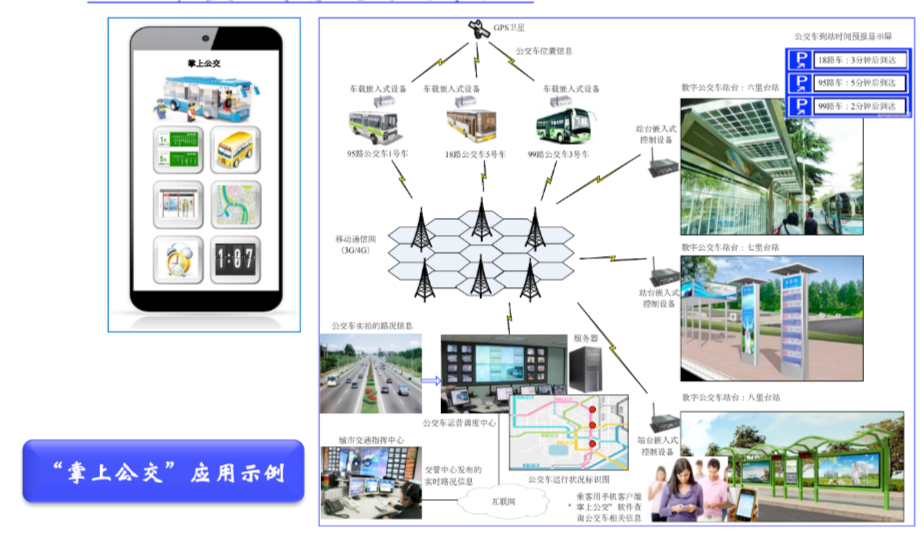 掌上公交
1:07
“掌上公交”应用示例
GPS卫星
公交车位置信息
公交车到站时间预报显示屏
P
18路车：3分钟后到达
P
95路车：5分钟后到达
P
99路车：2分钟后到达
车载嵌入式设备
车载嵌入式设备
车载嵌入式设备
95路公交车1号车
18路公交车5号车
99路公交车3号车
数字公交车站台：六里台站
站台嵌入式
控制设备
移动通信网
(3G/4G)
数字公交车站台：七里台站
站台嵌入式
控制设备
公交车实拍的路况信息
服务器
公交车运营调度中心
数字公交车站台：八里台站
站台嵌入式
控制设备
城市交通指挥中心
交管中心发布的
实时路况信息
互联网
公交车运行状况标识图
乘客用手机客户端
“掌上公交”软件查
询公交车相关信息